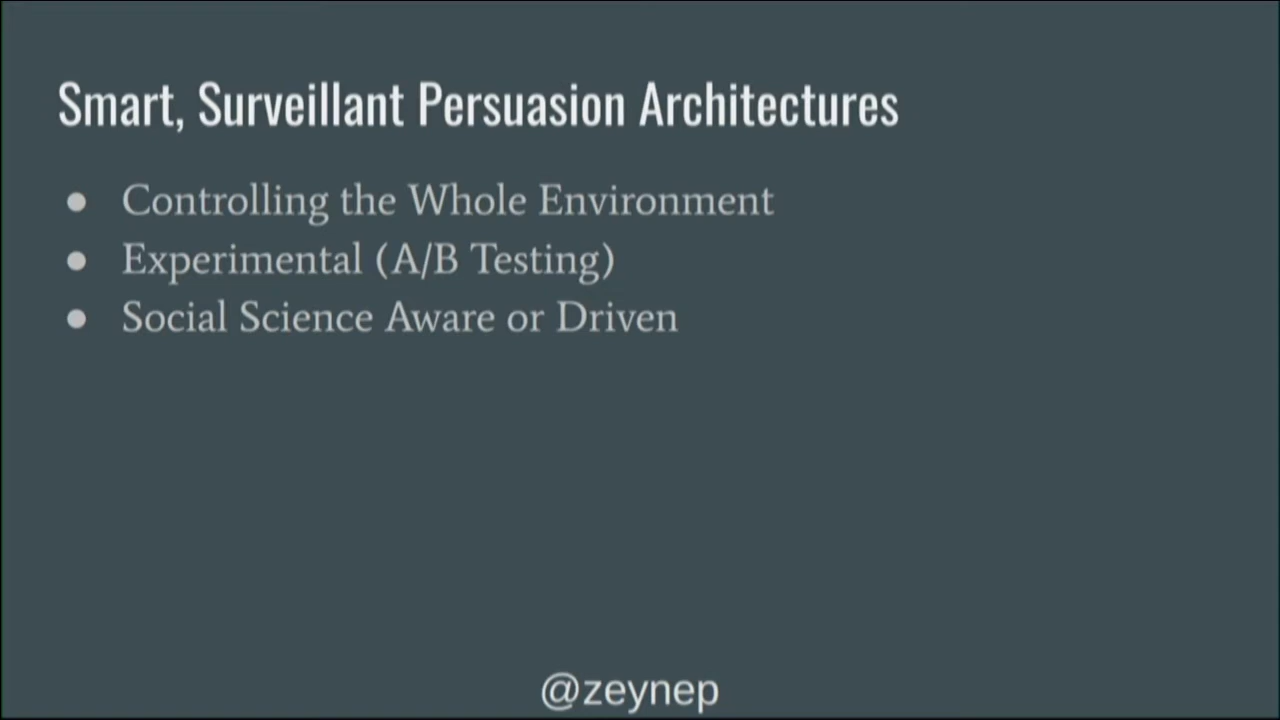 Smart, Surveillant Persuasion Architectures
● Controlling the Whole Environment
● Experimental (A/B Testing)
● Social Science Aware or Driven
@zeynep